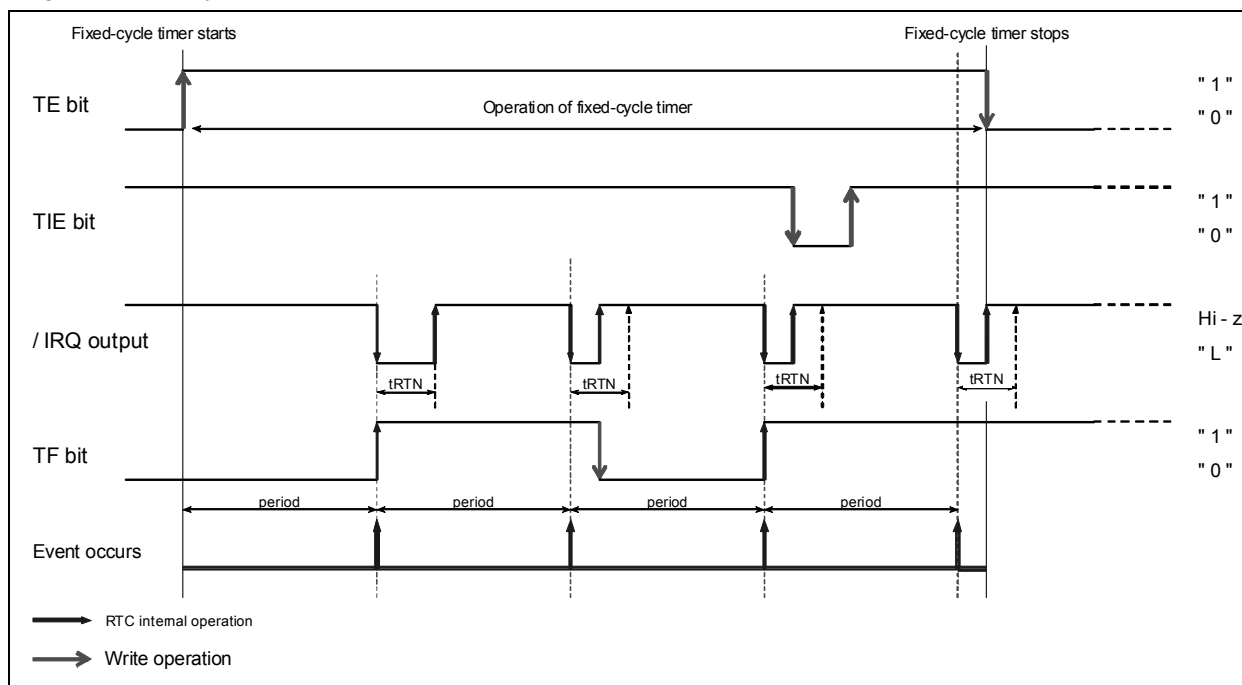 Fixed-cycle timer starts
Fixed-cycle timer stops
TE bit
Operation of fixed-cycle timer
" 1 "
" 0 "
TIE bit
" 1 "
" 0 "
/ IRQ output
Hi - z
" L "
tRTN
tRTN
tRTN
tRTN
TF bit
" 1 "
" 0 "
period
period
period
period
Event occurs
RTC internal operation
Write operation